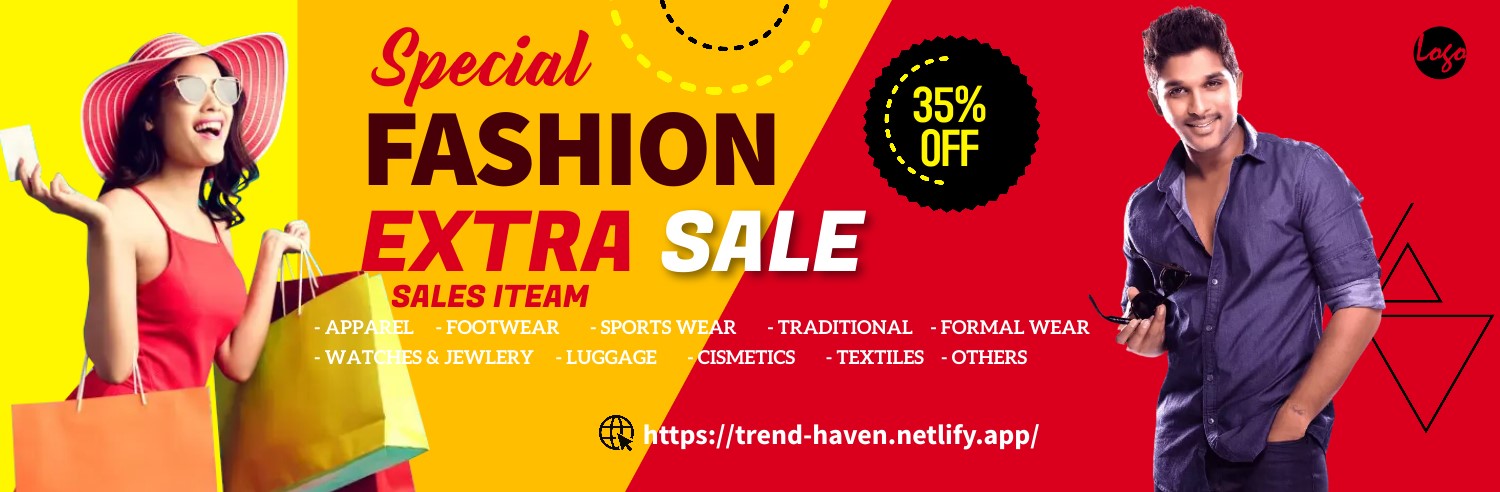 Special
FASHION
EXTRA SALE
SALES ITEAM
- APPAREL - FOOTWEAR - SPORTS WEAR - TRADITIONAL - FORMAL WEAR
- WATCHES & JEWLERY - LUGGAGE - CISMETICS - TEXTILES - OTHERS
https://trend-haven.netlify.app/
35%
OFF
Logo